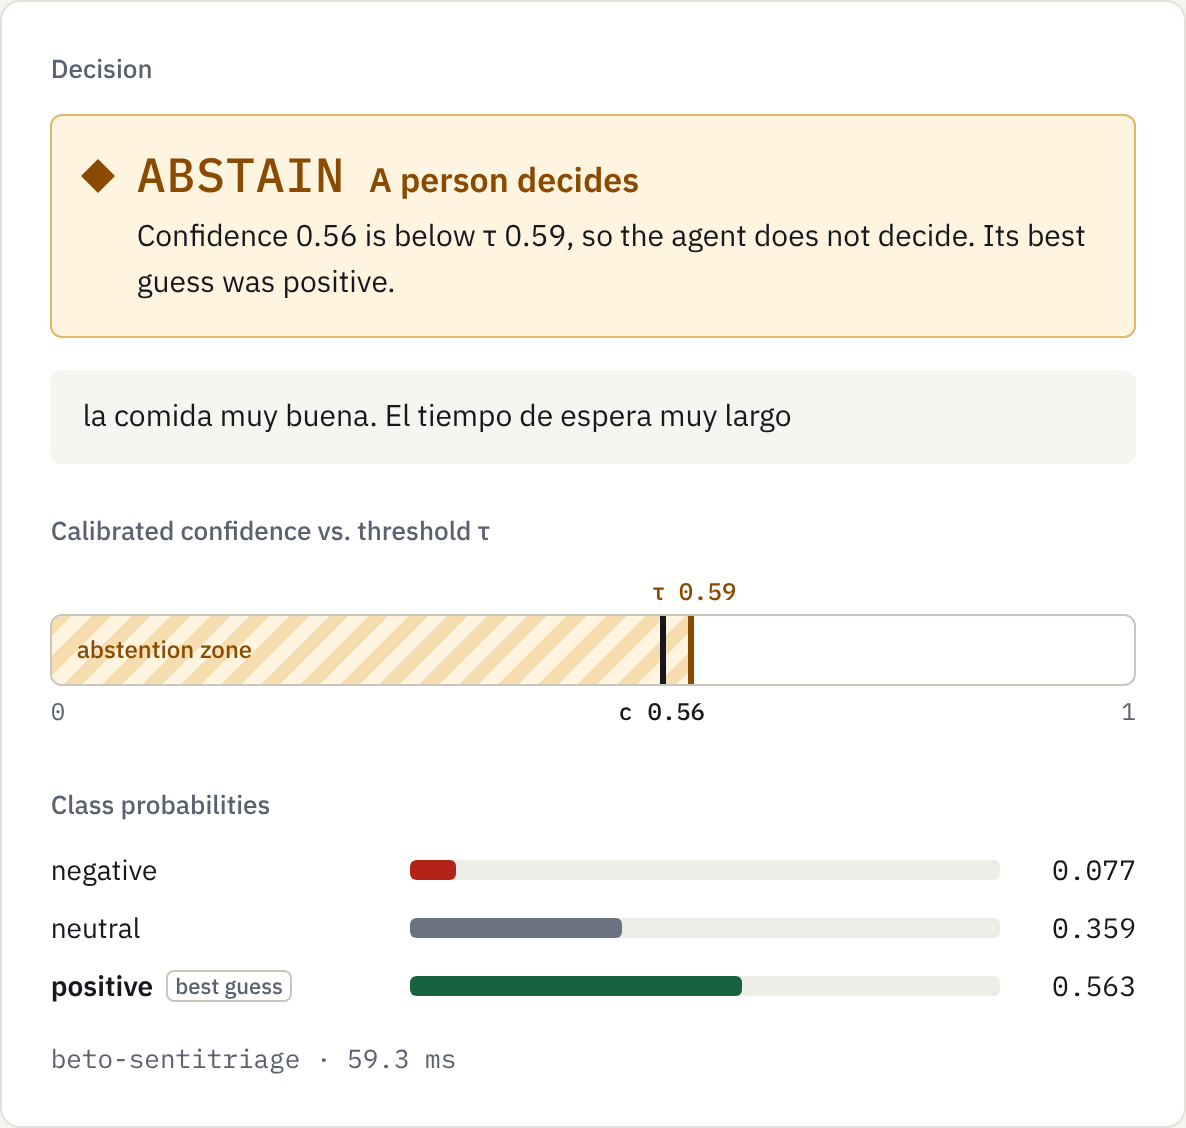 Decision
ABSTAIN A person decides
Confidence 0.56 is below τ 0.59, so the agent does not decide. Its best
guess was positive.
la comida muy buena. El tiempo de espera muy largo
Calibrated confidence vs. threshold τ
τ 0.59
abstention zone
0 c 0.56 1
Class probabilities
negative 0.077
neutral 0.359
positive best guess 0.563
beto-sentitriage · 59.3 ms